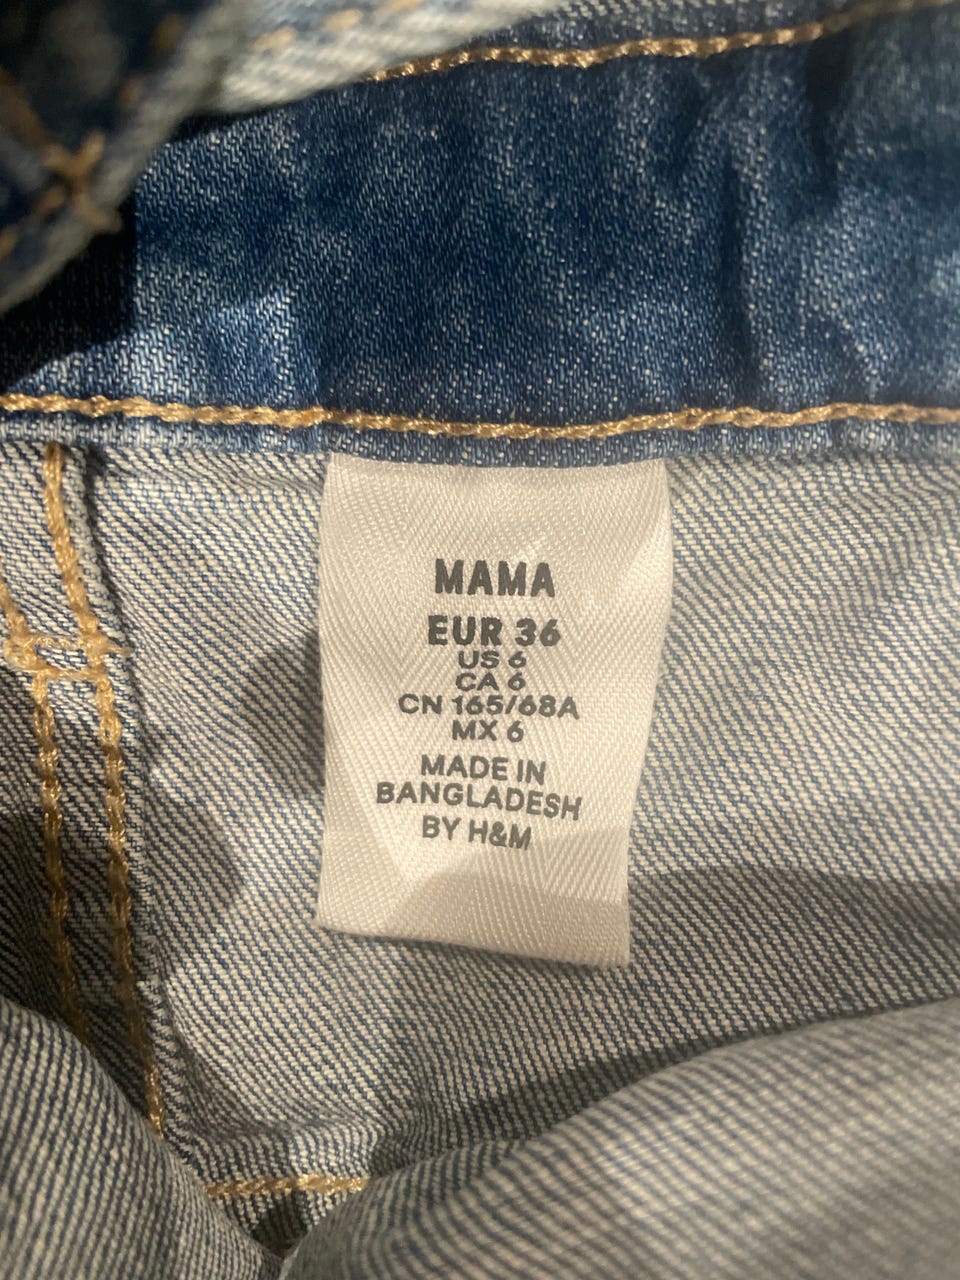 MAMA
EUR 36
US 6
CA 6
CN 165/68A
MX 6
MADE IN
BANGLADESH
BY H&M